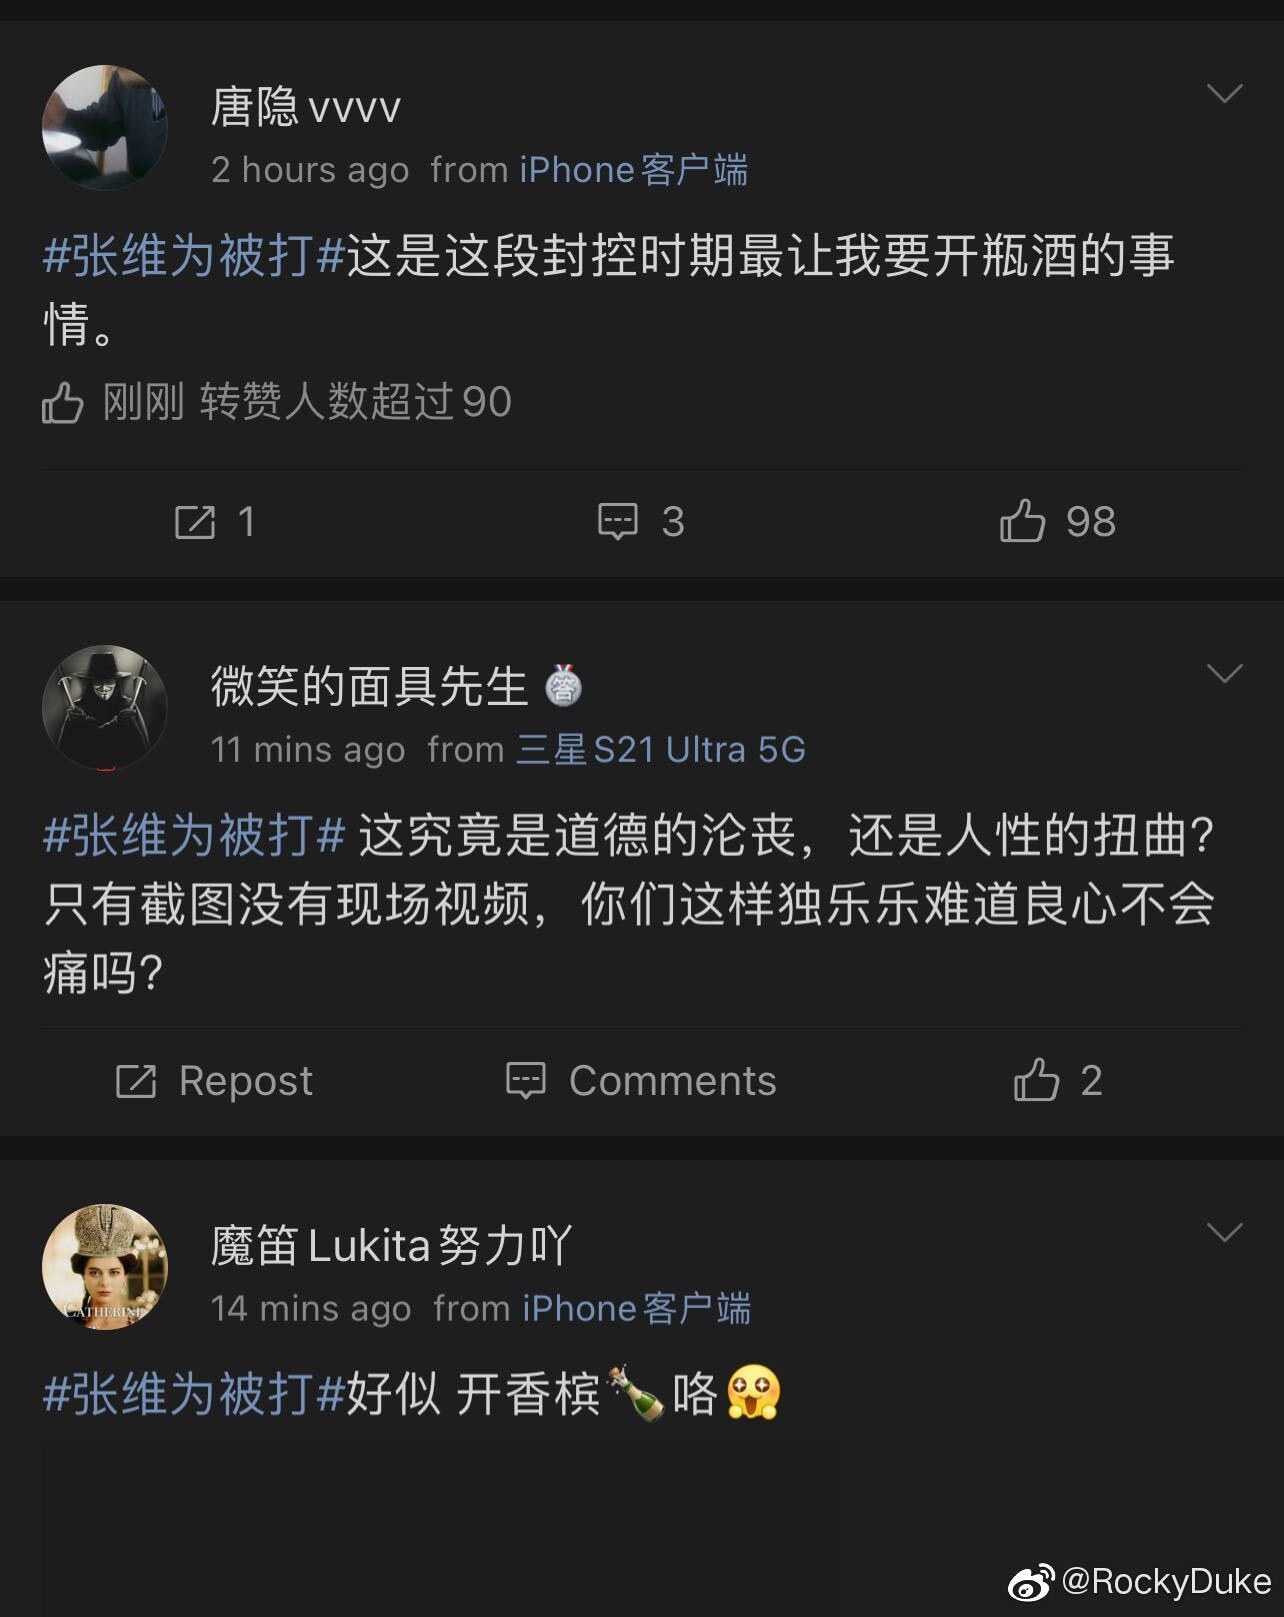 唐隐vvvv
2 hours ago from iPhone客户端
#张维为被打#这是这段封控时期最让我要开瓶酒的事
情。
刚刚 转赞人数超过90
1 3 98
微笑的面具先生 答
11 mins ago from 三星S21 Ultra 5G
#张维为被打# 这究竟是道德的沦丧，还是人性的扭曲？
只有截图没有现场视频，你们这样独乐乐难道良心不会
痛吗？
Repost Comments 2
CATHERINE
魔笛Lukita努力吖
14 mins ago from iPhone客户端
#张维为被打#好似 开香槟🍾咯🤗
@RockyDuke